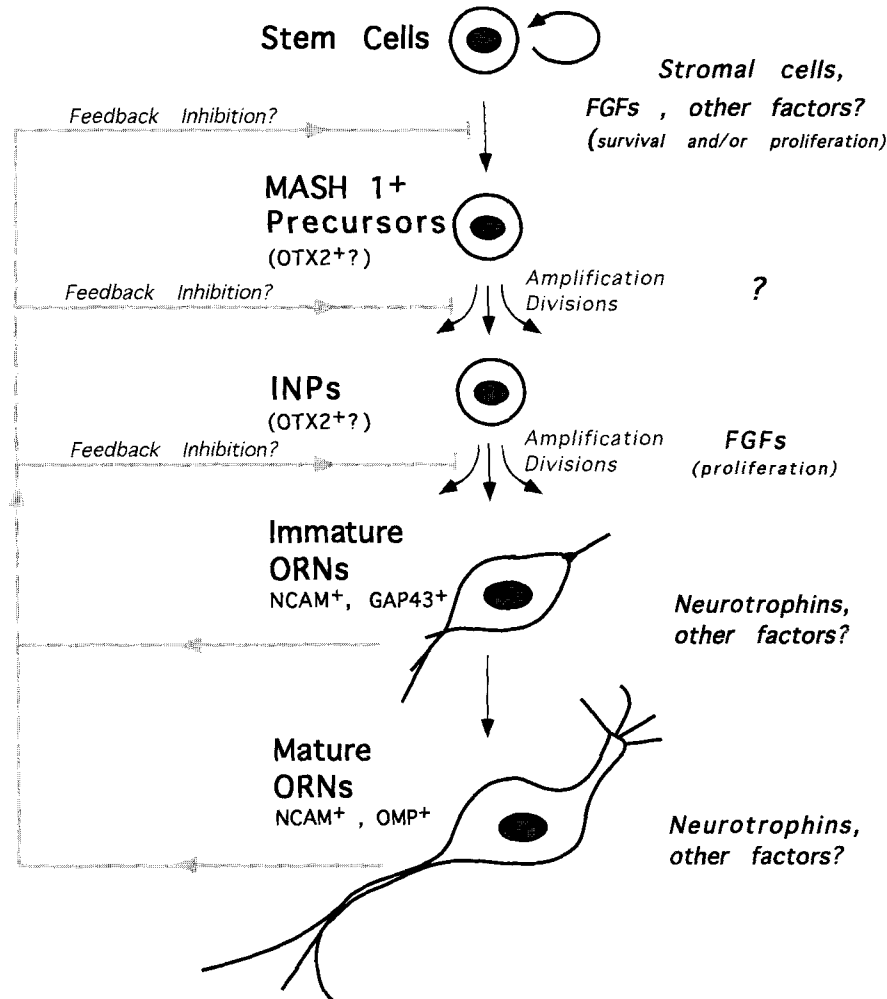 Stem Cells
Stromal cells,
FGFs , other factors?
(survival and/or proliferation)
Feedback Inhibition?
MASH 1+
Precursors
(OTX2+?)
Amplification
Divisions
?
Feedback Inhibition?
INPs
(OTX2+?)
Amplification
Divisions
FGFs
(proliferation)
Feedback Inhibition?
Immature
ORNs
NCAM+, GAP43+
Neurotrophins,
other factors?
Mature
ORNs
NCAM+ , OMP+
Neurotrophins,
other factors?